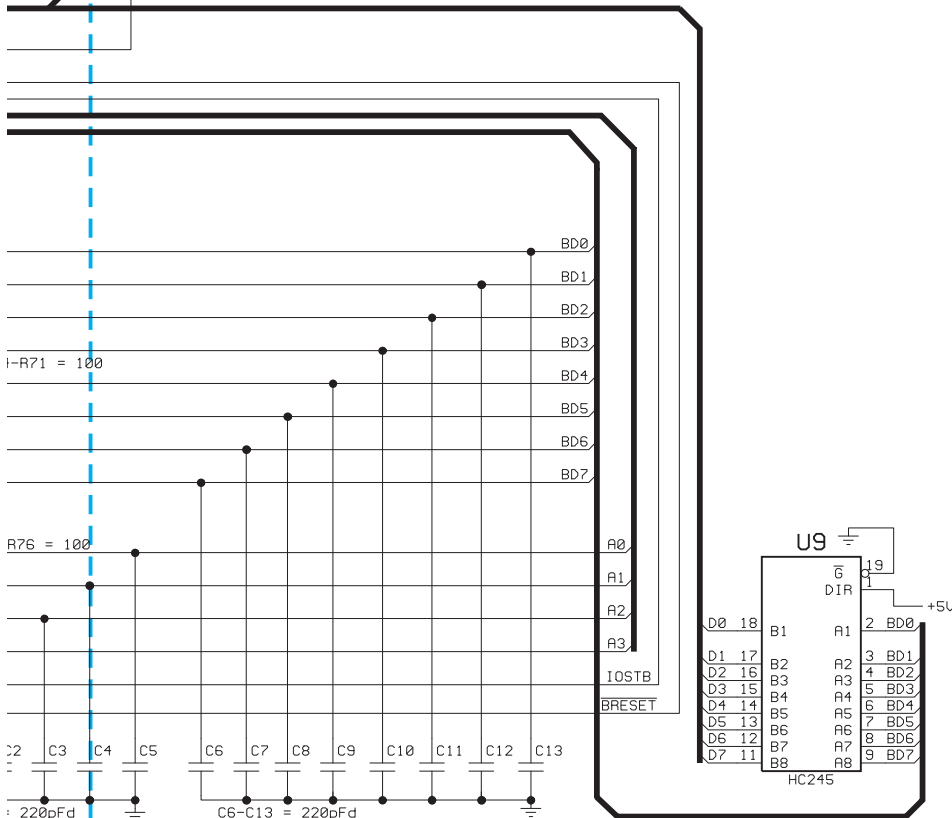 BD0
BD1
BD2
BD3
-R71 = 100
BD4
BD5
BD6
BD7
R76 = 100
A0
A1
A2
A3
IOSTB
BRESET
U9
G 19
DIR 1
+5V
D0 18 B1 A1 2 BD0
D1 17 B2 A2 3 BD1
D2 16 B3 A3 4 BD2
D3 15 B4 A4 5 BD3
D4 14 B5 A5 6 BD4
D5 13 B6 A6 7 BD5
D6 12 B7 A7 8 BD6
D7 11 B8 A8 9 BD7
HC245
C2 C3 C4 C5 C6 C7 C8 C9 C10 C11 C12 C13
= 220pFd
C6-C13 = 220pFd